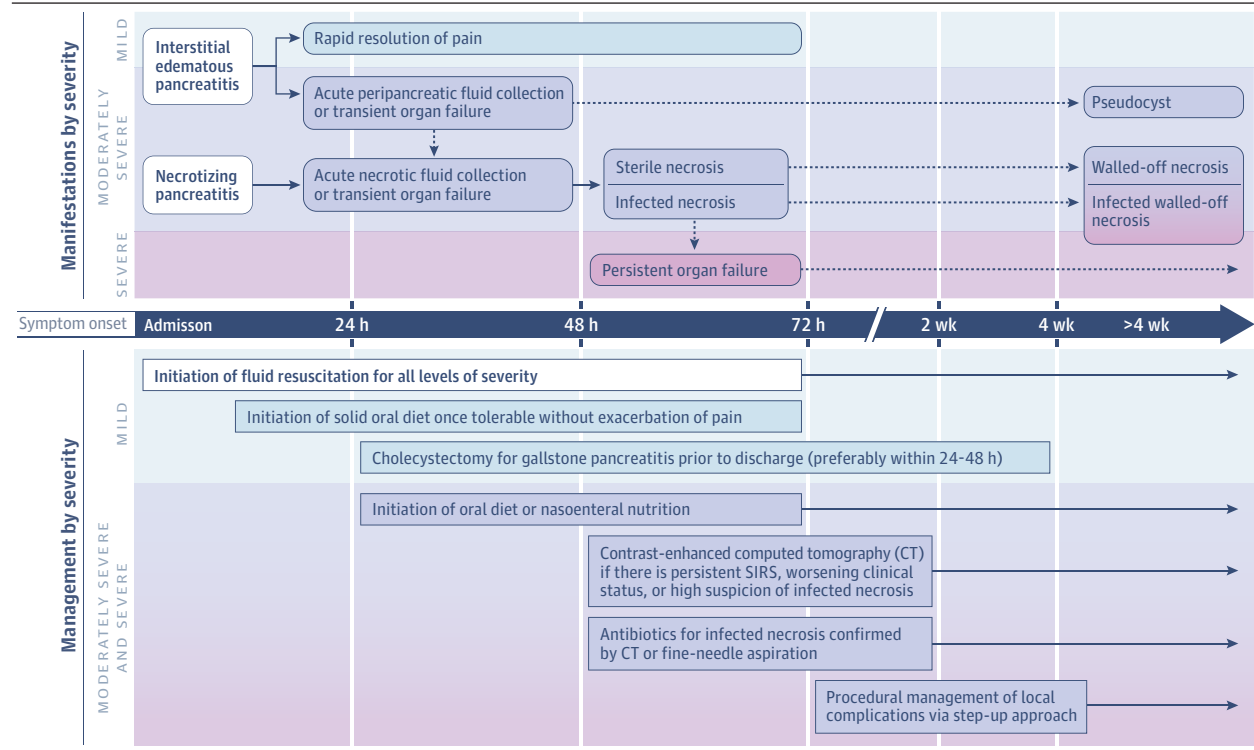 Manifestations by severity
MILD
MODERATELY
SEVERE
SEVERE
Interstitial
edematous
pancreatitis
Rapid resolution of pain
Acute peripancreatic fluid collection
or transient organ failure
Pseudocyst
Necrotizing
pancreatitis
Acute necrotic fluid collection
or transient organ failure
Sterile necrosis
Infected necrosis
Walled-off necrosis
Infected walled-off
necrosis
Persistent organ failure
Symptom onset
Admisson
24 h
48 h
72 h
2 wk
4 wk
>4 wk
Management by severity
MILD
Initiation of fluid resuscitation for all levels of severity
Initiation of solid oral diet once tolerable without exacerbation of pain
Cholecystectomy for gallstone pancreatitis prior to discharge (preferably within 24-48 h)
MODERATELY SEVERE
AND SEVERE
Initiation of oral diet or nasoenteral nutrition
Contrast-enhanced computed tomography (CT)
if there is persistent SIRS, worsening clinical
status, or high suspicion of infected necrosis
Antibiotics for infected necrosis confirmed
by CT or fine-needle aspiration
Procedural management of local
complications via step-up approach